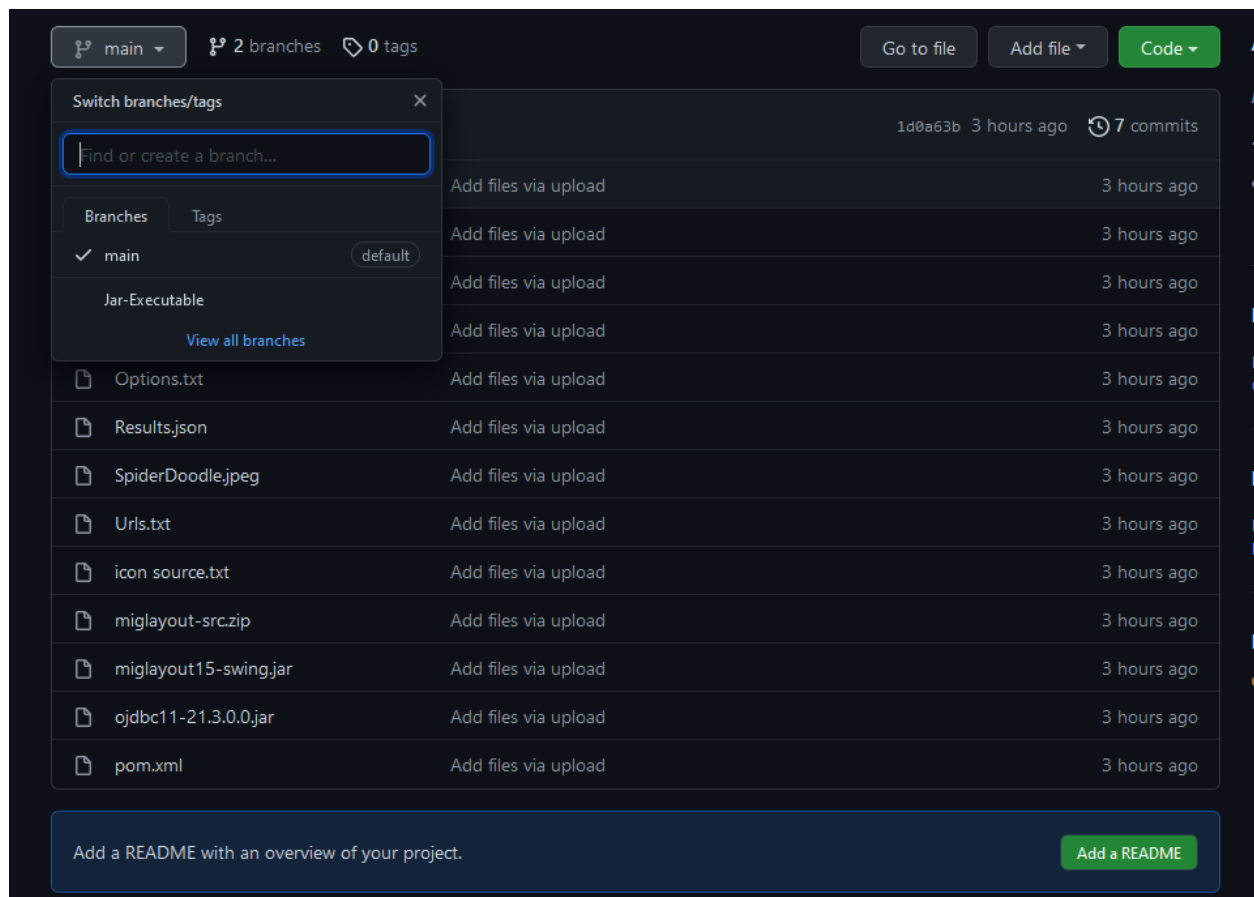 main 2 branches 0 tags Go to file Add file Code
Switch branches/tags
1d0a63b 3 hours ago 7 commits
Find or create a branch...
Add files via upload 3 hours ago
Branches Tags
Add files via upload 3 hours ago
main default
Add files via upload 3 hours ago
Jar-Executable
Add files via upload 3 hours ago
View all branches
Options.txt Add files via upload 3 hours ago
Results.json Add files via upload 3 hours ago
SpiderDoodle.jpeg Add files via upload 3 hours ago
Urls.txt Add files via upload 3 hours ago
icon source.txt Add files via upload 3 hours ago
miglayout-src.zip Add files via upload 3 hours ago
miglayout15-swing.jar Add files via upload 3 hours ago
ojdbc11-21.3.0.0.jar Add files via upload 3 hours ago
pom.xml Add files via upload 3 hours ago
Add a README with an overview of your project. Add a README